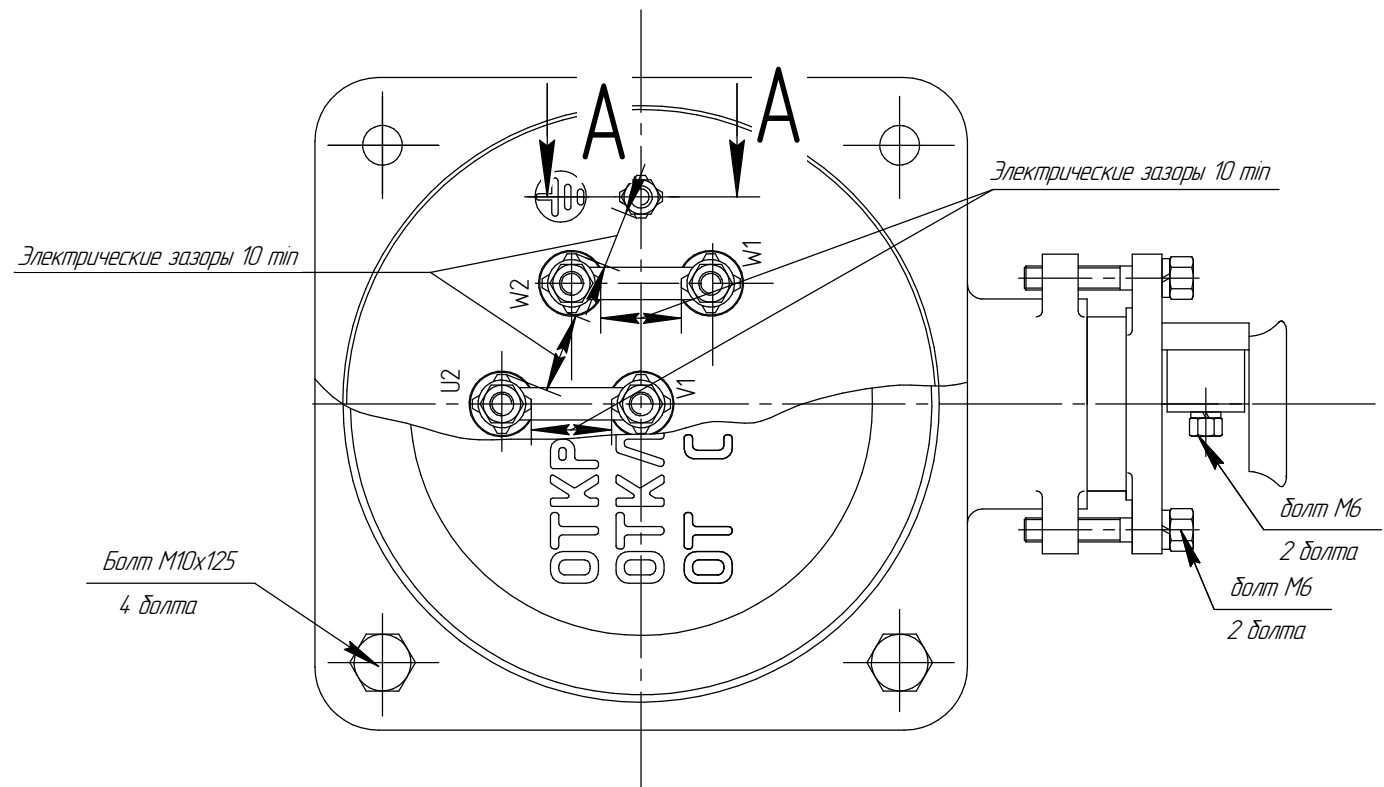 А
А
Электрические зазоры 10 min
Электрические зазоры 10 min
W1
W2
U2
V1
ОТКР
ОТКЛ
ОТ С
болт М6
2 болта
Болт М10х125
4 болта
болт М6
2 болта